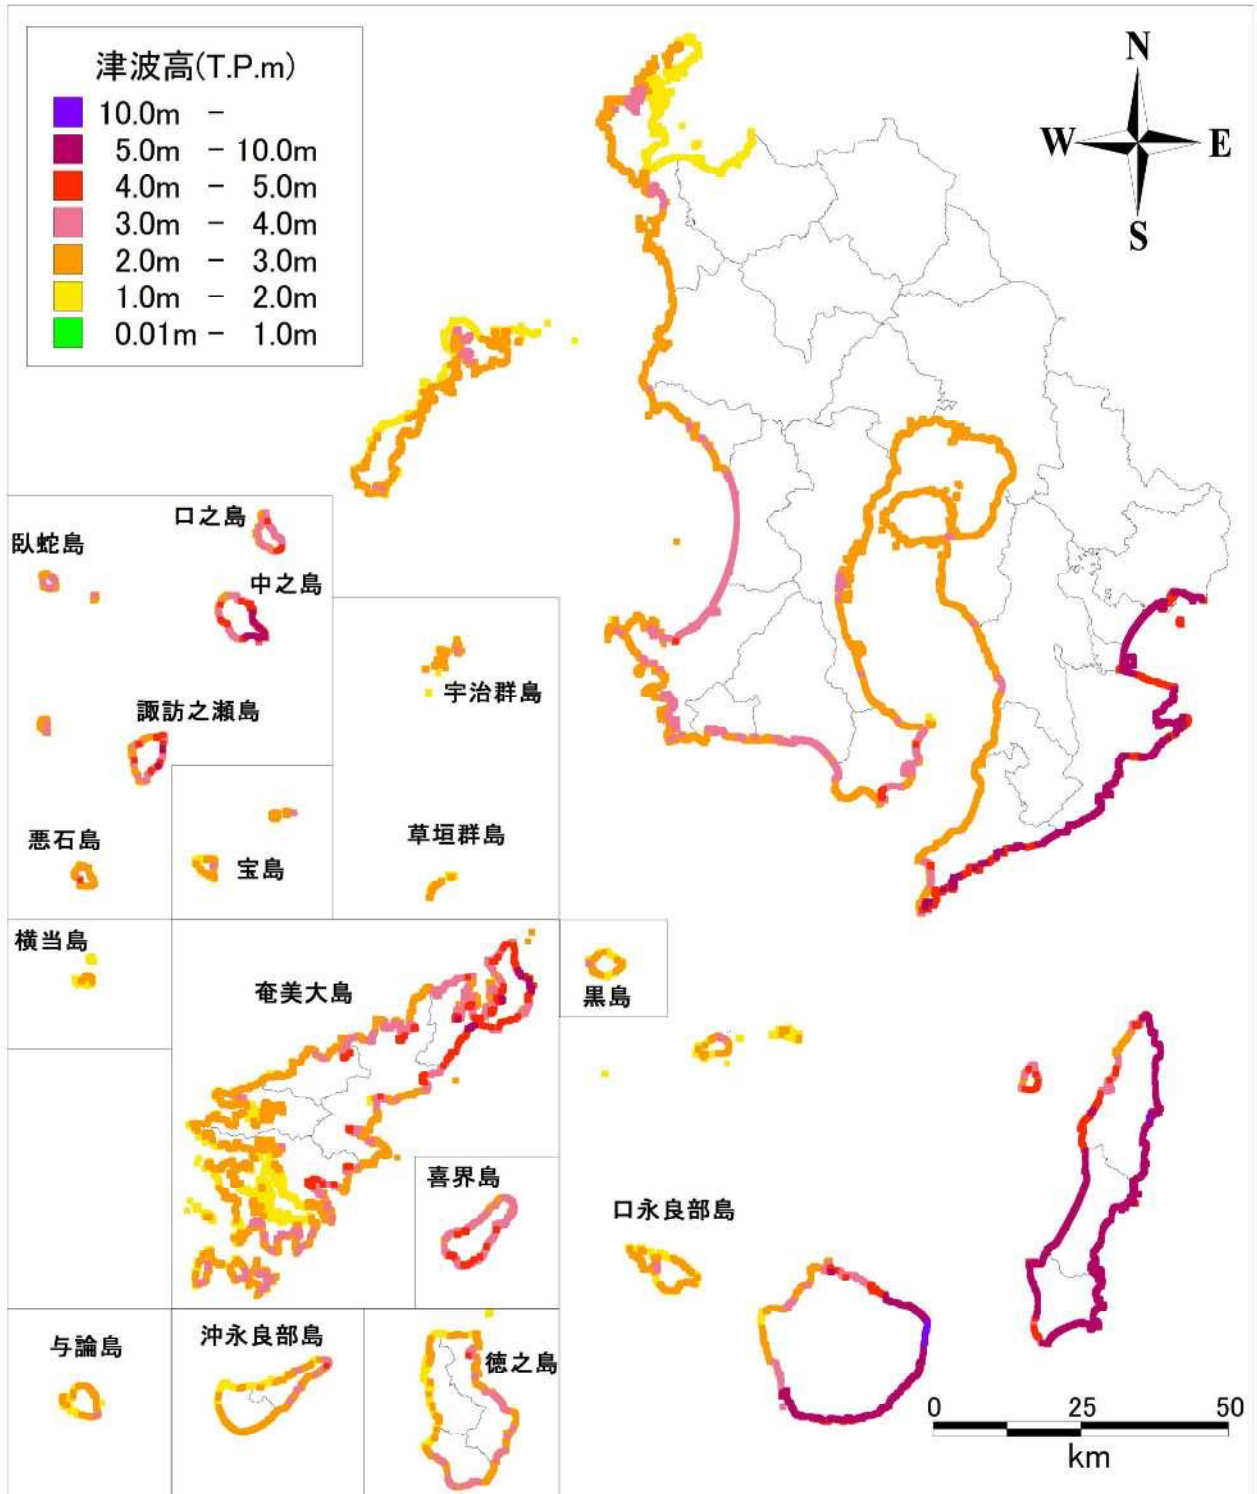 津波高(T.P.m)
10.0m －
5.0m － 10.0m
4.0m － 5.0m
3.0m － 4.0m
2.0m － 3.0m
1.0m － 2.0m
0.01m － 1.0m
N
W E
S
口之島
臥蛇島
中之島
宇治群島
諏訪之瀬島
悪石島
宝島
草垣群島
横当島
奄美大島
黒島
喜界島
口永良部島
与論島
沖永良部島
徳之島
0 25 50
km